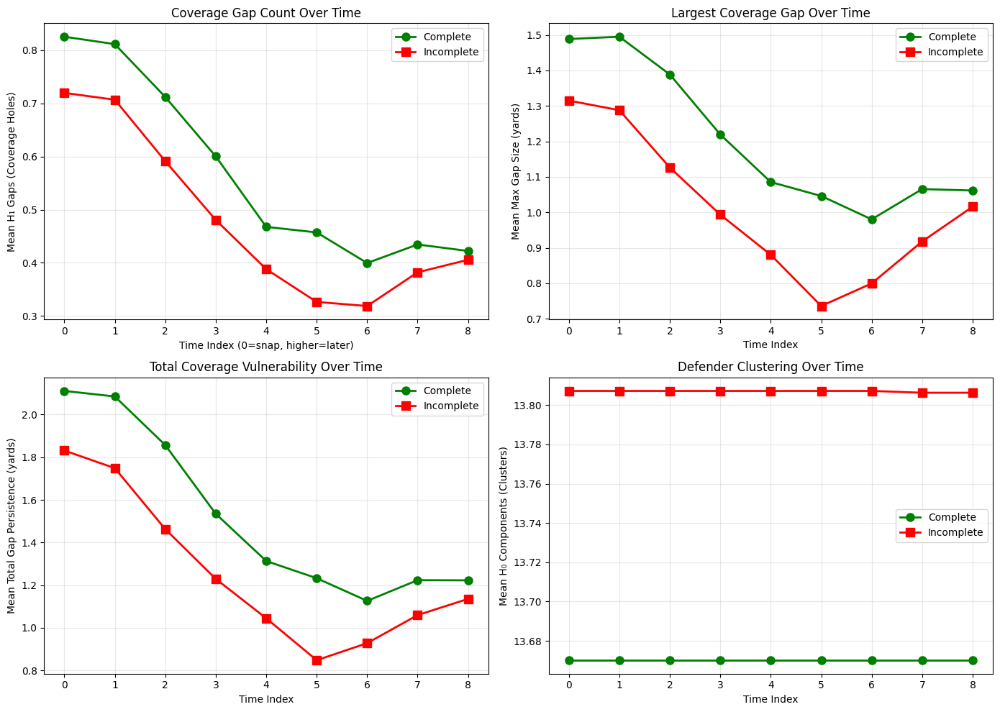 Coverage Gap Count Over Time
Mean H₁ Gaps (Coverage Holes)
0.8
0.7
0.6
0.5
0.4
0.3
Complete
Incomplete
0 1 2 3 4 5 6 7 8
Time Index (0=snap, higher=later)
Largest Coverage Gap Over Time
Mean Max Gap Size (yards)
1.5
1.4
1.3
1.2
1.1
1.0
0.9
0.8
0.7
Complete
Incomplete
0 1 2 3 4 5 6 7 8
Time Index
Total Coverage Vulnerability Over Time
Mean Total Gap Persistence (yards)
2.0
1.8
1.6
1.4
1.2
1.0
0.8
Complete
Incomplete
0 1 2 3 4 5 6 7 8
Time Index
Defender Clustering Over Time
Mean H₀ Components (Clusters)
13.80
13.78
13.76
13.74
13.72
13.70
13.68
Complete
Incomplete
0 1 2 3 4 5 6 7 8
Time Index